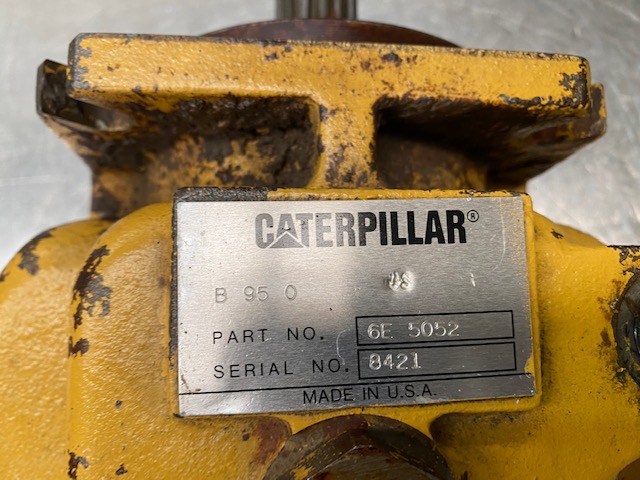 CATERPILLAR®
B 95 0
PART NO. 6E 5052
SERIAL NO. 8421
MADE IN U.S.A.